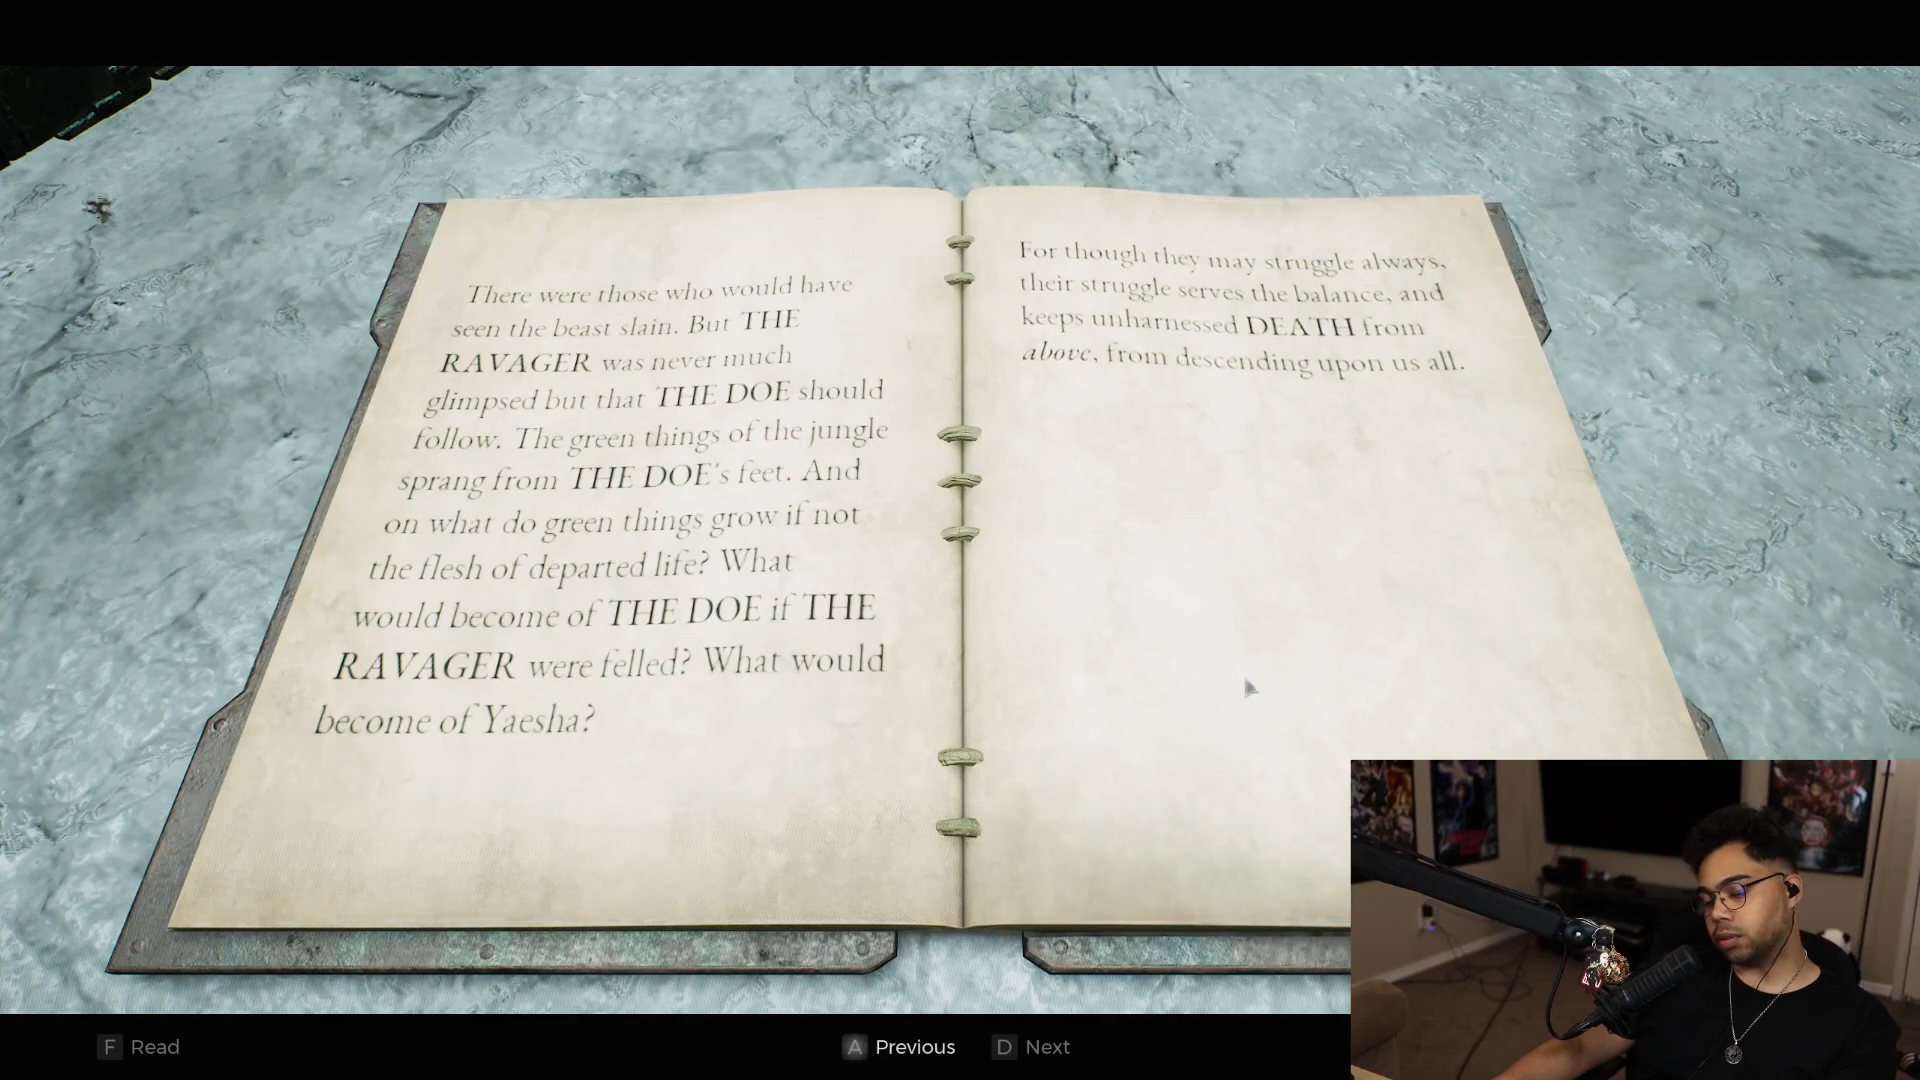 There were those who would have
seen the beast slain. But THE
RAVAGER was never much
glimpsed but that THE DOE should
follow. The green things of the jungle
sprang from THE DOE's feet. And
on what do green things grow if not
the flesh of departed life? What
would become of THE DOE if THE
RAVAGER were felled? What would
become of Yaesha?
For though they may struggle always,
their struggle serves the balance, and
keeps unharnessed DEATH from
above, from descending upon us all.
F Read
A Previous
D Next